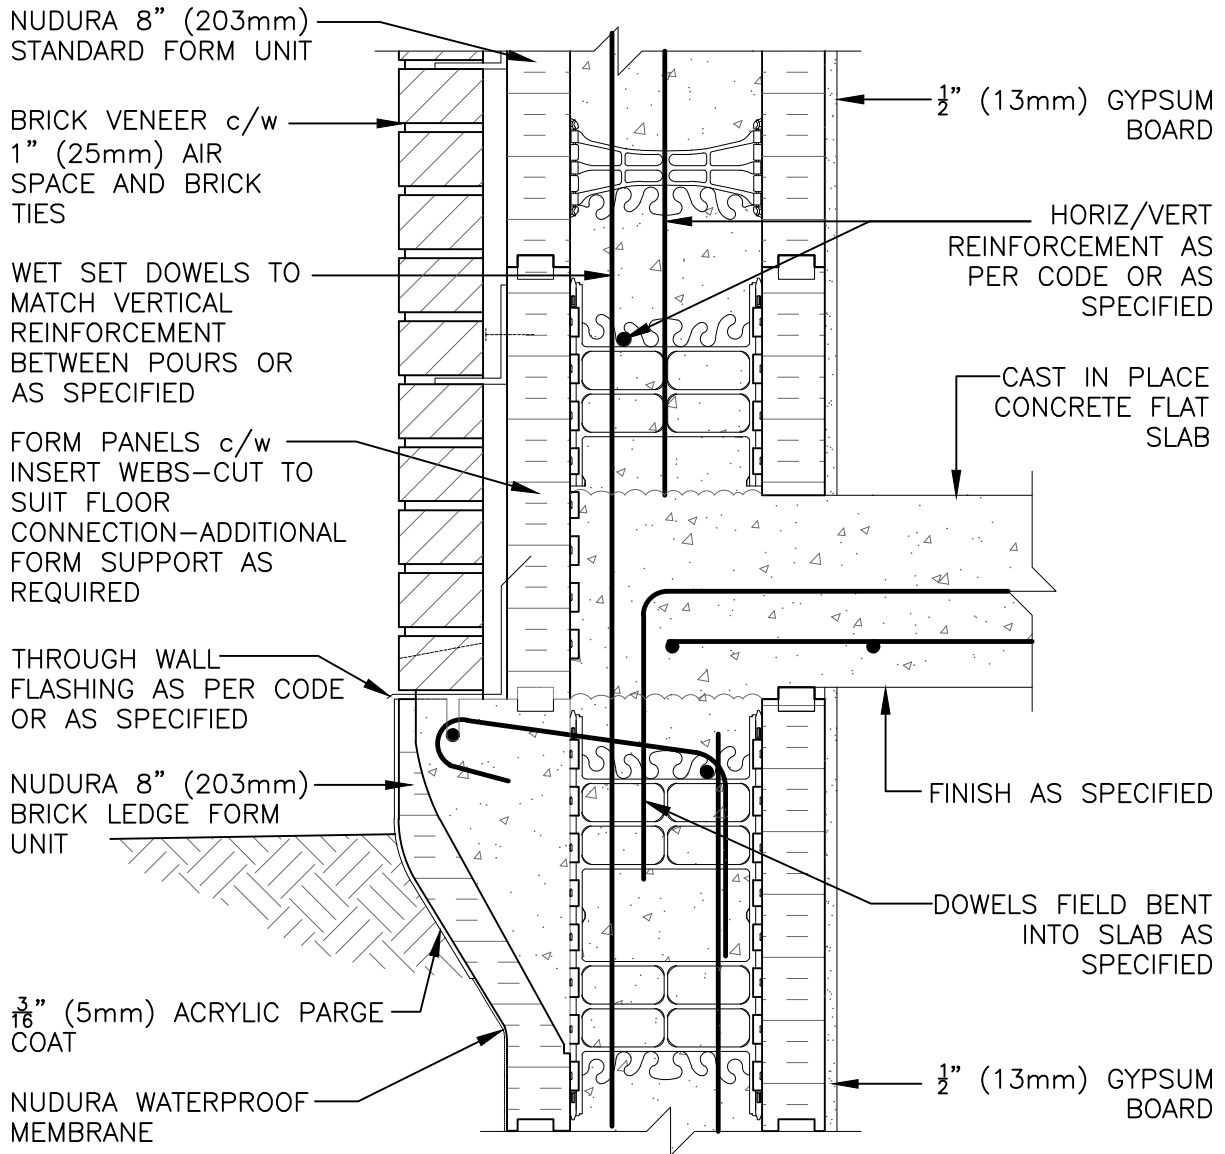 NUDURA 8" (203mm)
STANDARD FORM UNIT
BRICK VENEER c/w
1" (25mm) AIR
SPACE AND BRICK
TIES
WET SET DOWELS TO
MATCH VERTICAL
REINFORCEMENT
BETWEEN POURS OR
AS SPECIFIED
FORM PANELS c/w
INSERT WEBS-CUT TO
SUIT FLOOR
CONNECTION-ADDITIONAL
FORM SUPPORT AS
REQUIRED
THROUGH WALL
FLASHING AS PER CODE
OR AS SPECIFIED
NUDURA 8" (203mm)
BRICK LEDGE FORM
UNIT
3/16" (5mm) ACRYLIC PARGE
COAT
NUDURA WATERPROOF
MEMBRANE
1/2" (13mm) GYPSUM
BOARD
HORIZ/VERT
REINFORCEMENT AS
PER CODE OR AS
SPECIFIED
CAST IN PLACE
CONCRETE FLAT
SLAB
FINISH AS SPECIFIED
DOWELS FIELD BENT
INTO SLAB AS
SPECIFIED
1/2" (13mm) GYPSUM
BOARD